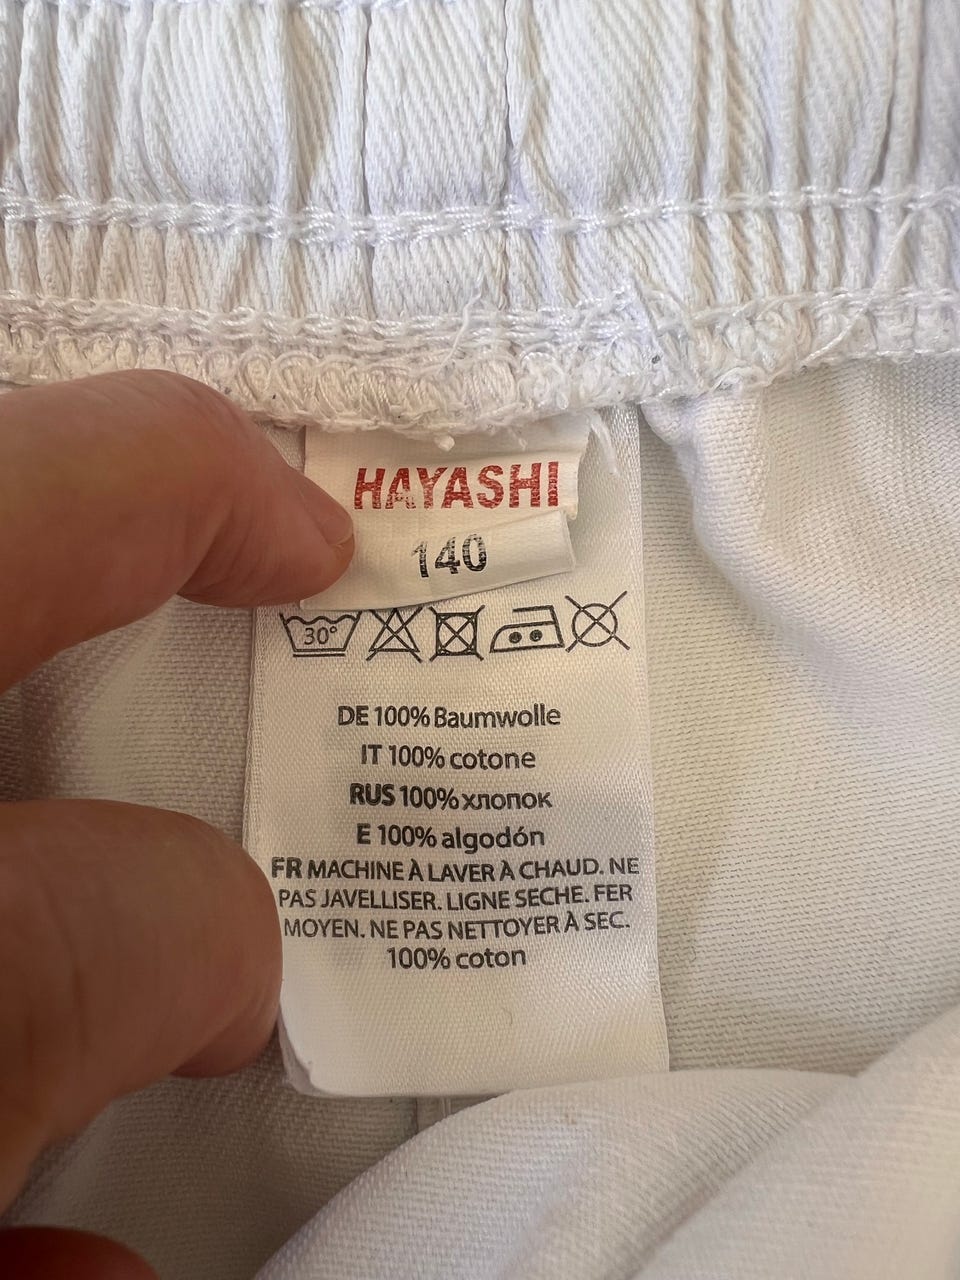 HAYASHI
140
30°
DE 100% Baumwolle
IT 100% cotone
RUS 100% хлопок
E 100% algodón
FR MACHINE À LAVER À CHAUD. NE
PAS JAVELLISER. LIGNE SECHE. FER
MOYEN. NE PAS NETTOYER À SEC.
100% coton